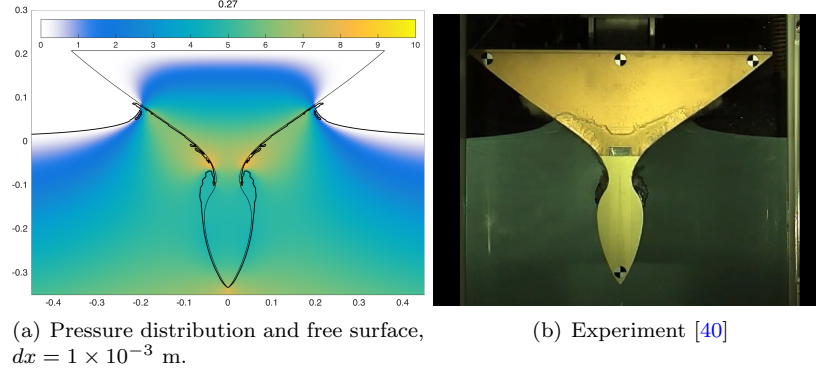 0.27
0.3
0 1 2 3 4 5 6 7 8 9 10
0.2
0.1
0
-0.1
-0.2
-0.3
-0.4 -0.3 -0.2 -0.1 0 0.1 0.2 0.3 0.4
(a) Pressure distribution and free surface,
dx = 1 × 10⁻³ m.
(b) Experiment [40]